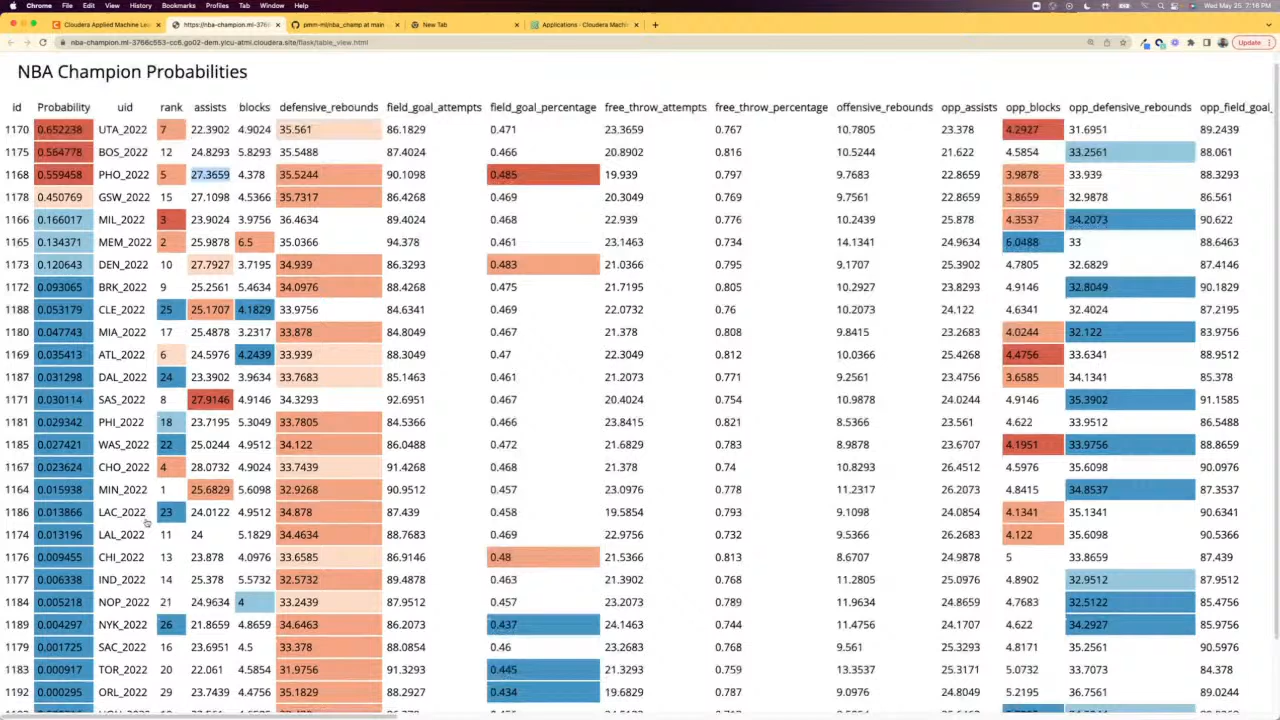 Chrome File Edit View History Bookmarks Profiles Tab Window Help Wed May 25, 7:16 PM
Cloudera Applied Machine Lea https://nba-champion.ml-3766 pmm-ml/nba_champ at main New Tab Applications – Cloudera Machine
nba-champion.ml-3766c553-cc6.go02-dem.ylcu-atmi.cloudera.site/flask/table_view.html Update
NBA Champion Probabilities
id Probability uid rank assists blocks defensive_rebounds field_goal_attempts field_goal_percentage free_throw_attempts free_throw_percentage offensive_rebounds opp_assists opp_blocks opp_defensive_rebounds opp_field_goal_
1170 0.652238 UTA_2022 7 22.3902 4.9024 35.561 86.1829 0.471 23.3659 0.767 10.7805 23.378 4.2927 31.6951 89.2439
1175 0.564778 BOS_2022 12 24.8293 5.8293 35.5488 87.4024 0.466 20.8902 0.816 10.5244 21.622 4.5854 33.2561 88.061
1168 0.559458 PHO_2022 5 27.3659 4.378 35.5244 90.1098 0.485 19.939 0.797 9.7683 22.8659 3.9878 33.939 88.3293
1178 0.450769 GSW_2022 15 27.1098 4.5366 35.7317 86.4268 0.469 20.3049 0.769 9.7561 22.8659 3.8659 32.9878 86.561
1166 0.166017 MIL_2022 3 23.9024 3.9756 36.4634 89.4024 0.468 22.939 0.776 10.2439 25.878 4.3537 34.2073 90.622
1165 0.134371 MEM_2022 2 25.9878 6.5 35.0366 94.378 0.461 23.1463 0.734 14.1341 24.9634 6.0488 33 88.6463
1173 0.120643 DEN_2022 10 27.7927 3.7195 34.939 86.3293 0.483 21.0366 0.795 9.1707 25.3902 4.7805 32.6829 87.4146
1172 0.093065 BRK_2022 9 25.2561 5.4634 34.0976 88.4268 0.475 21.7195 0.805 10.2927 23.8293 4.9146 32.8049 90.1829
1188 0.053179 CLE_2022 25 25.1707 4.1829 33.9756 84.6341 0.469 22.0732 0.76 10.2073 24.122 4.6341 32.4024 87.2195
1180 0.047743 MIA_2022 17 25.4878 3.2317 33.878 84.8049 0.467 21.378 0.808 9.8415 23.2683 4.0244 32.122 83.9756
1169 0.035413 ATL_2022 6 24.5976 4.2439 33.939 88.3049 0.47 22.3049 0.812 10.0366 25.4268 4.4756 33.6341 88.9512
1187 0.031298 DAL_2022 24 23.3902 3.9634 33.7683 85.1463 0.461 21.2073 0.771 9.2561 23.4756 3.6585 34.1341 85.378
1171 0.030114 SAS_2022 8 27.9146 4.9146 34.3293 92.6951 0.467 20.4024 0.754 10.9878 24.0244 4.9146 35.3902 91.1585
1181 0.029342 PHI_2022 18 23.7195 5.3049 33.7805 84.5366 0.466 23.8415 0.821 8.5366 23.561 4.622 33.9512 86.5488
1185 0.027421 WAS_2022 22 25.0244 4.9512 34.122 86.0488 0.472 21.6829 0.783 8.9878 23.6707 4.1951 33.9756 88.8659
1167 0.023624 CHO_2022 4 28.0732 4.9024 33.7439 91.4268 0.468 21.378 0.74 10.8293 26.4512 4.5976 35.6098 90.0976
1164 0.015938 MIN_2022 1 25.6829 5.6098 32.9268 90.9512 0.457 23.0976 0.778 11.2317 26.2073 4.8415 34.8537 87.3537
1186 0.013866 LAC_2022 23 24.0122 4.9512 34.878 87.439 0.458 19.5854 0.793 9.1098 24.0854 4.1341 35.1341 90.6341
1174 0.013196 LAL_2022 11 24 5.1829 34.4634 88.7683 0.469 22.9756 0.732 9.5366 26.2683 4.122 35.6098 90.5366
1176 0.009455 CHI_2022 13 23.878 4.0976 33.6585 86.9146 0.48 21.5366 0.813 8.6707 24.9878 5 33.8659 87.439
1177 0.006338 IND_2022 14 25.378 5.5732 32.5732 89.4878 0.463 21.3902 0.768 11.2805 25.0976 4.8902 32.9512 87.9512
1184 0.005218 NOP_2022 21 24.9634 4 33.2439 87.9512 0.457 23.2073 0.789 11.9634 24.8659 4.7683 32.5122 85.4756
1189 0.004297 NYK_2022 26 21.8659 4.8659 34.6463 86.2073 0.437 24.1463 0.744 11.4756 24.1707 4.622 34.2927 85.9756
1179 0.001725 SAC_2022 16 23.6951 4.5 33.378 88.0854 0.46 23.2683 0.768 9.561 27.3293 4.8171 35.2561 90.5976
1183 0.000917 TOR_2022 20 22.061 4.5854 31.9756 91.3293 0.445 21.3293 0.759 13.3537 25.5171 5.0732 33.7073 84.378
1192 0.000295 ORL_2022 29 23.7439 4.4756 35.1829 88.2927 0.434 19.6829 0.787 9.0976 24.8049 5.2195 36.7561 89.0244